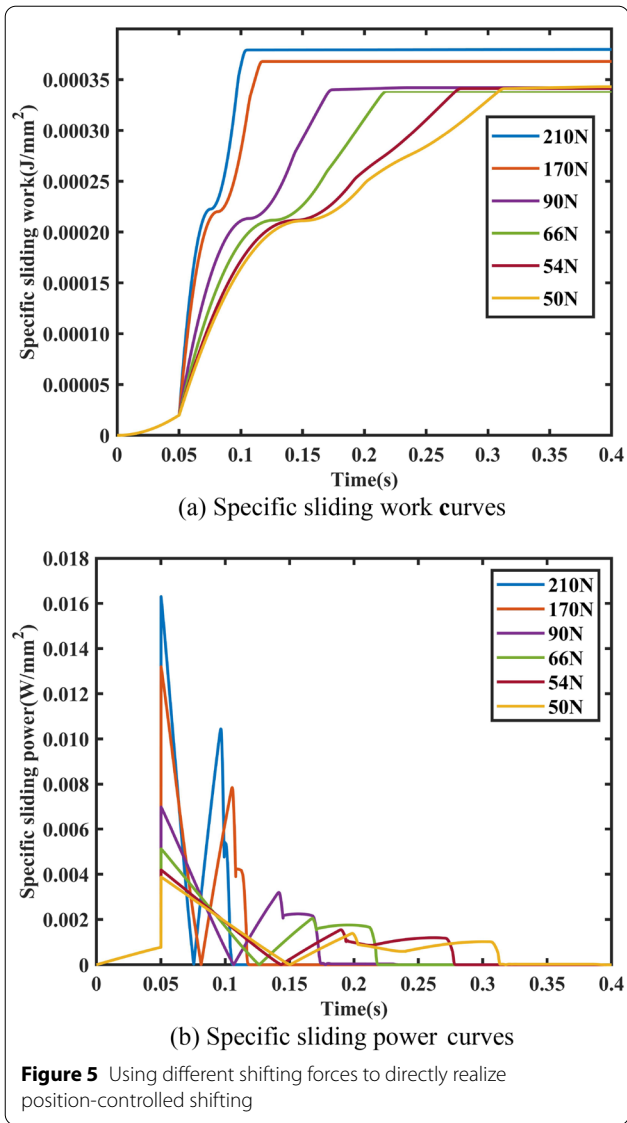 Specific sliding work(J/mm²)
0.00035
0.00030
0.00025
0.00020
0.00015
0.00010
0.00005
0
210N
170N
90N
66N
54N
50N
0 0.05 0.1 0.15 0.2 0.25 0.3 0.35 0.4
Time(s)
(a) Specific sliding work curves
Specific sliding power(W/mm²)
0.018
0.016
0.014
0.012
0.010
0.008
0.006
0.004
0.002
0
210N
170N
90N
66N
54N
50N
0 0.05 0.1 0.15 0.2 0.25 0.3 0.35 0.4
Time(s)
(b) Specific sliding power curves
Figure 5 Using different shifting forces to directly realize
position-controlled shifting